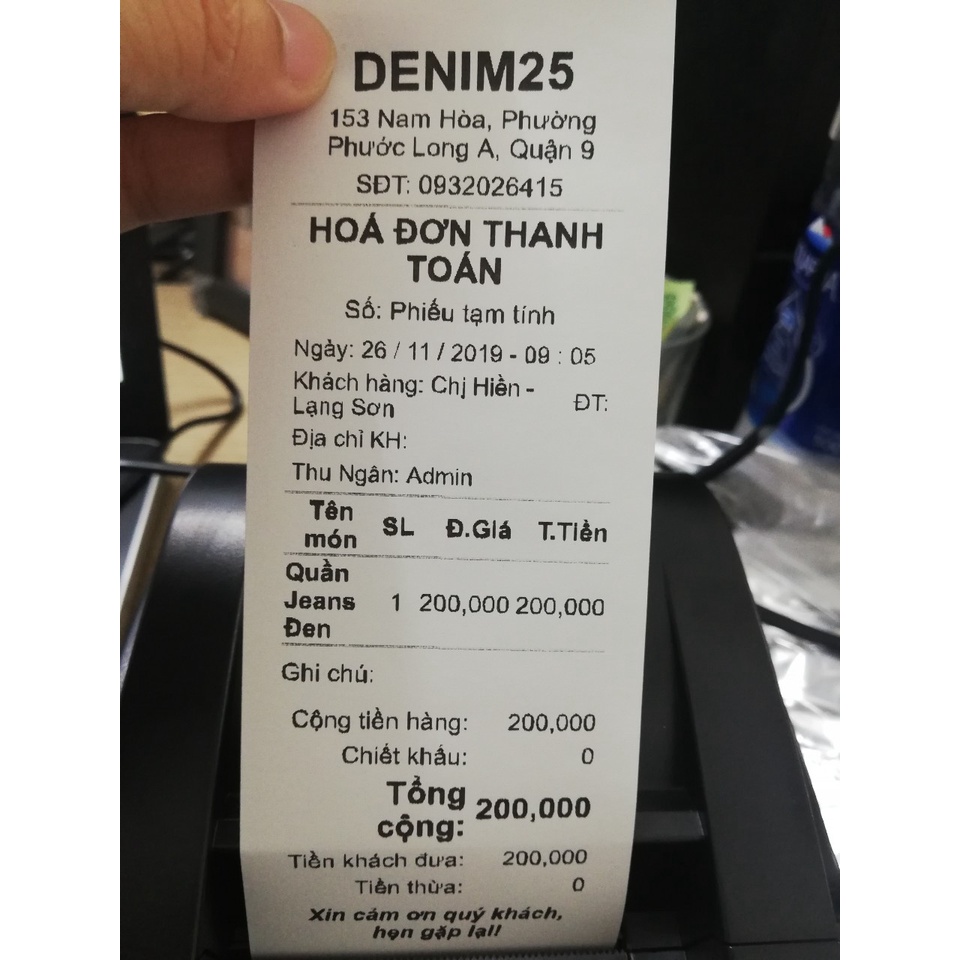 DENIM25
153 Nam Hòa, Phường
Phước Long A, Quận 9
SĐT: 0932026415
HOÁ ĐƠN THANH
TOÁN
Số: Phiếu tạm tính
Ngày: 26 / 11 / 2019 - 09 : 05
Khách hàng: Chị Hiền -
Lạng Sơn
ĐT:
Địa chỉ KH:
Thu Ngân: Admin
Tên
món SL Đ.Giá T.Tiền
Quần
Jeans 1 200,000 200,000
Đen
Ghi chú:
Cộng tiền hàng: 200,000
Chiết khấu: 0
Tổng
cộng: 200,000
Tiền khách đưa: 200,000
Tiền thừa: 0
Xin cảm ơn quý khách,
hẹn gặp lại!